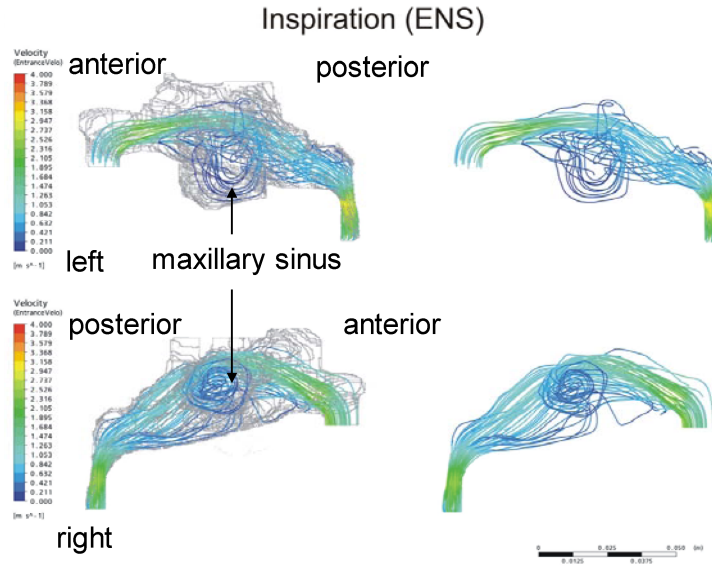 Inspiration (ENS)
Velocity
(EntranceVelo)
anterior
posterior
4.000
3.789
3.579
3.368
3.158
2.947
2.737
2.526
2.316
2.105
1.895
1.684
1.474
1.263
1.053
0.842
0.632
0.421
0.211
0.000
[m s^-1]
left
maxillary sinus
Velocity
(EntranceVelo)
posterior
anterior
4.000
3.789
3.579
3.368
3.158
2.947
2.737
2.526
2.316
2.105
1.895
1.684
1.474
1.263
1.053
0.842
0.632
0.421
0.211
0.000
[m s^-1]
right
0 0.025 0.050 (m)
0.0125 0.0375